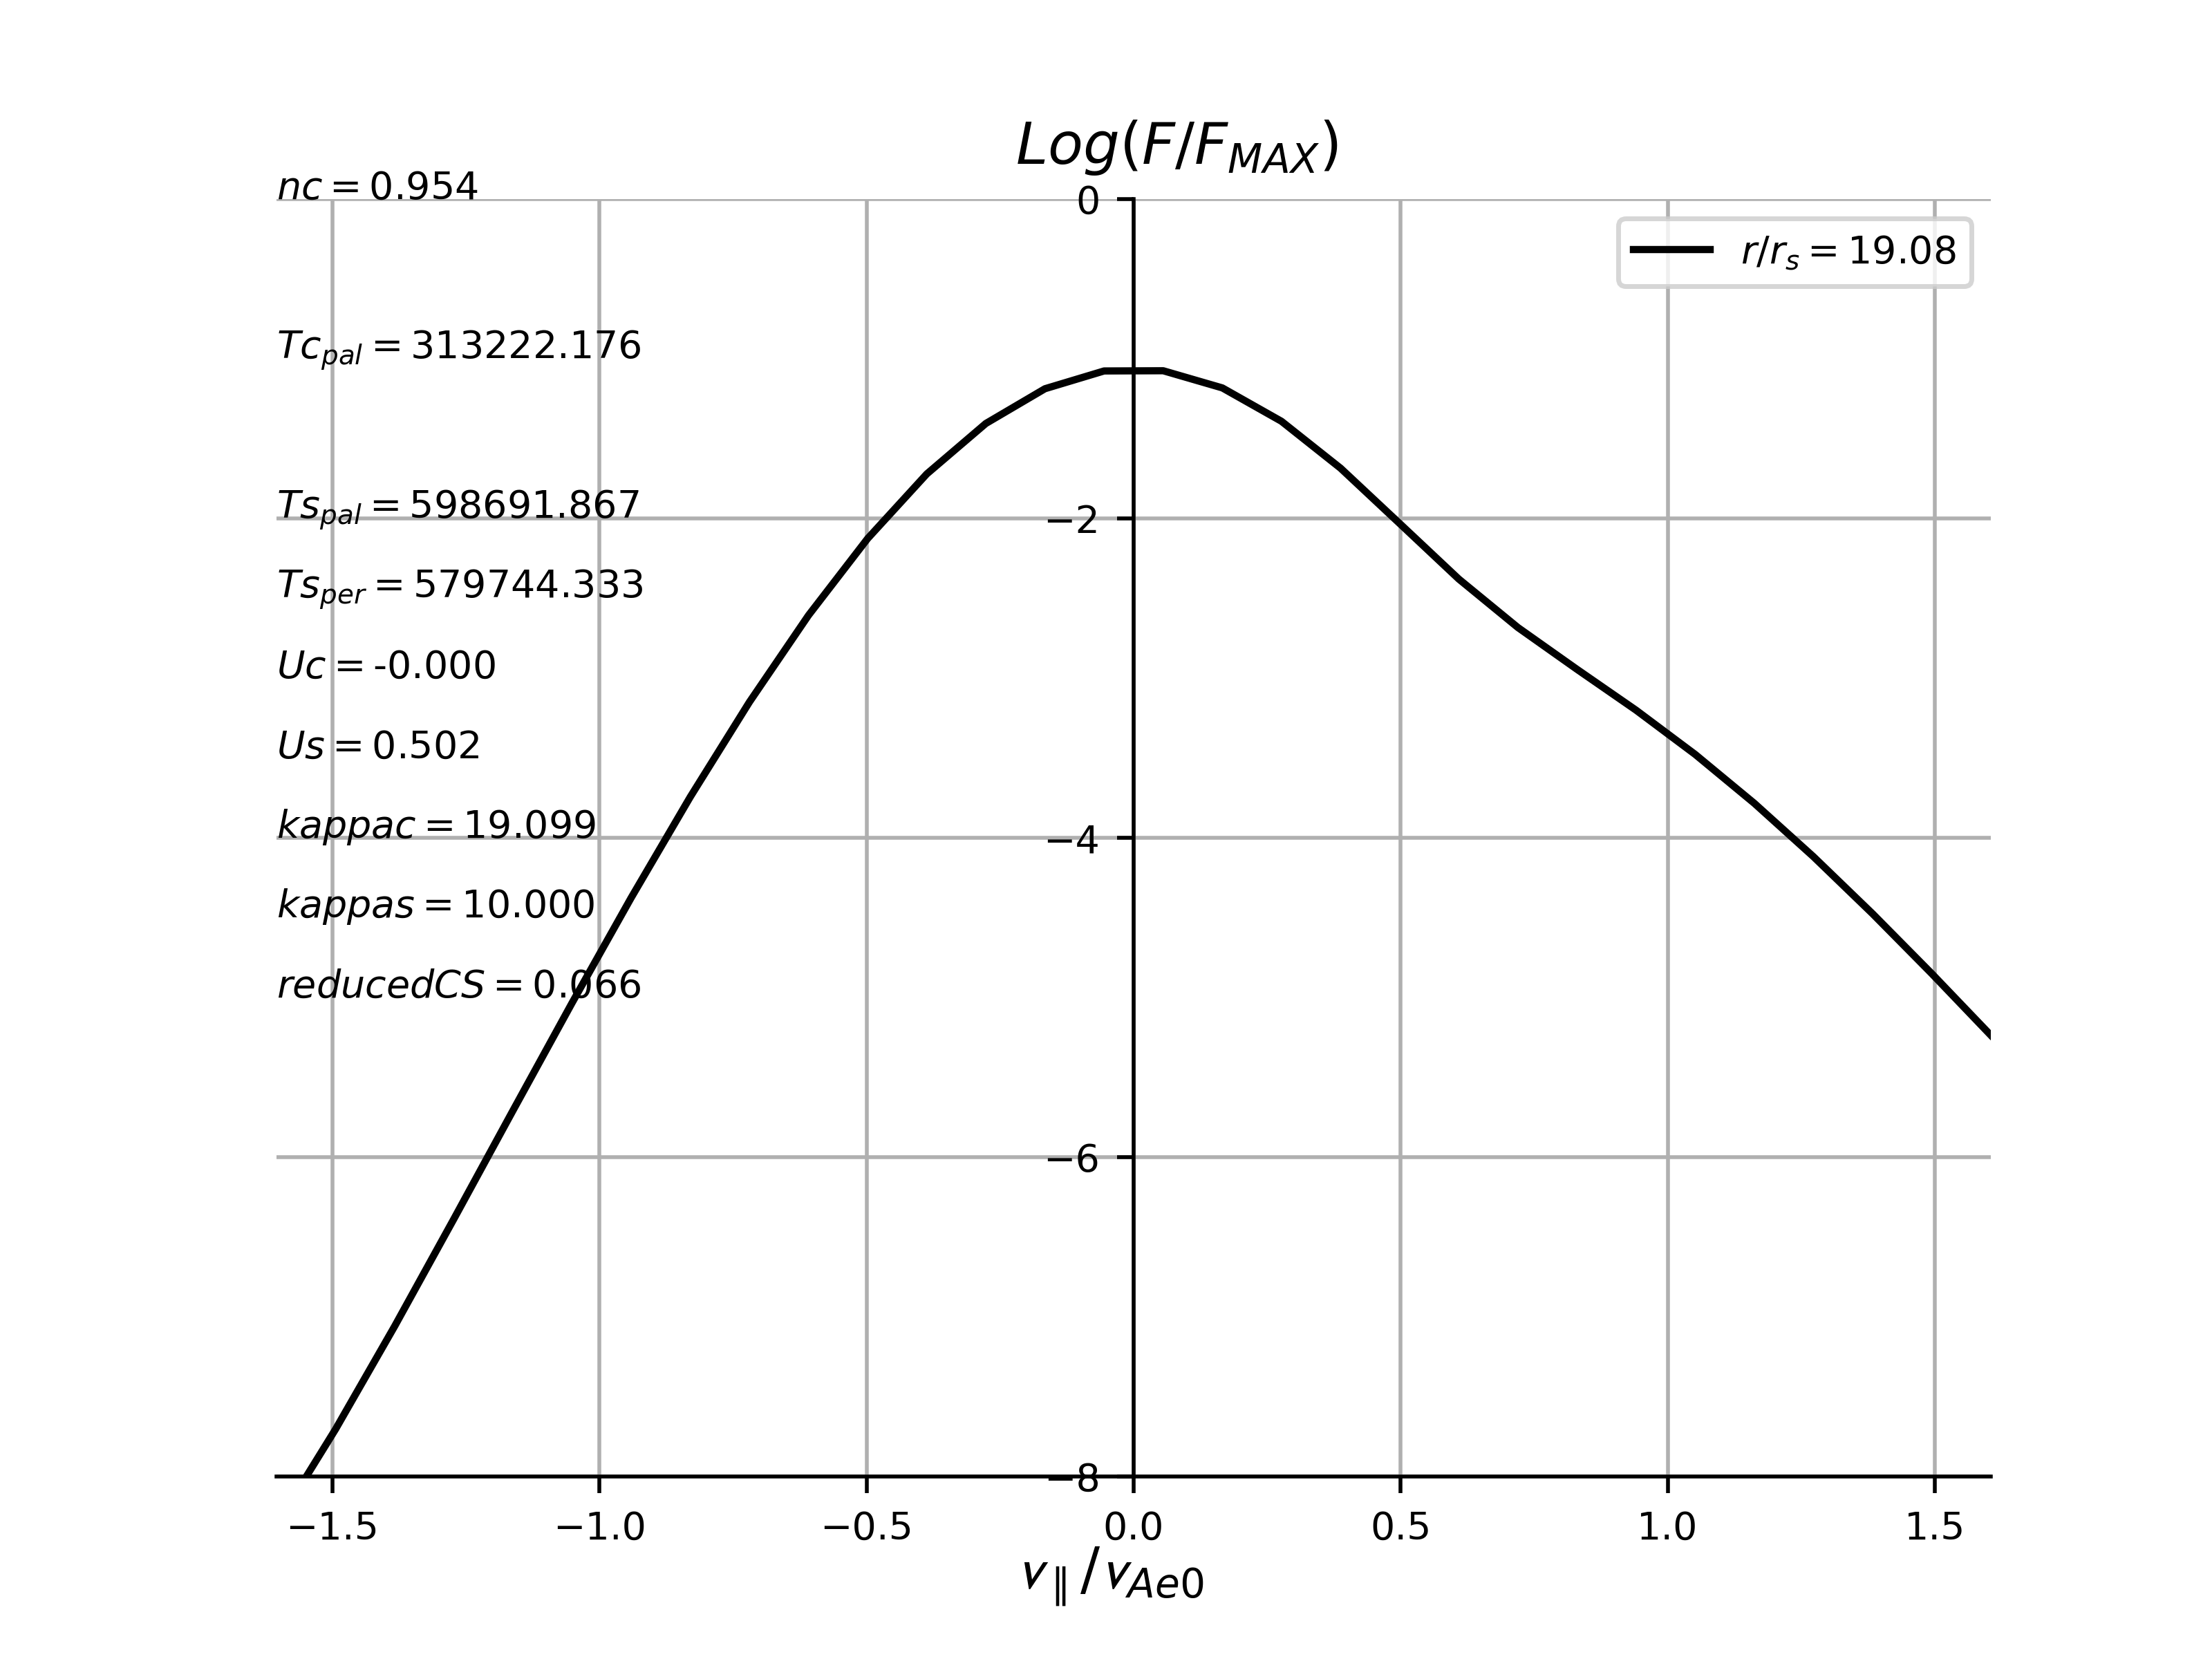 Log(F/F_MAX)
nc = 0.954
0
r/r_s = 19.08
Tc_pal = 313222.176
Ts_pal = 598691.867
−2
Ts_per = 579744.333
Uc = -0.000
Us = 0.502
kappac = 19.099
−4
kappas = 10.000
reducedCS = 0.066
−6
−8
−1.5 −1.0 −0.5 0.0 0.5 1.0 1.5
v_∥/v_Ae0